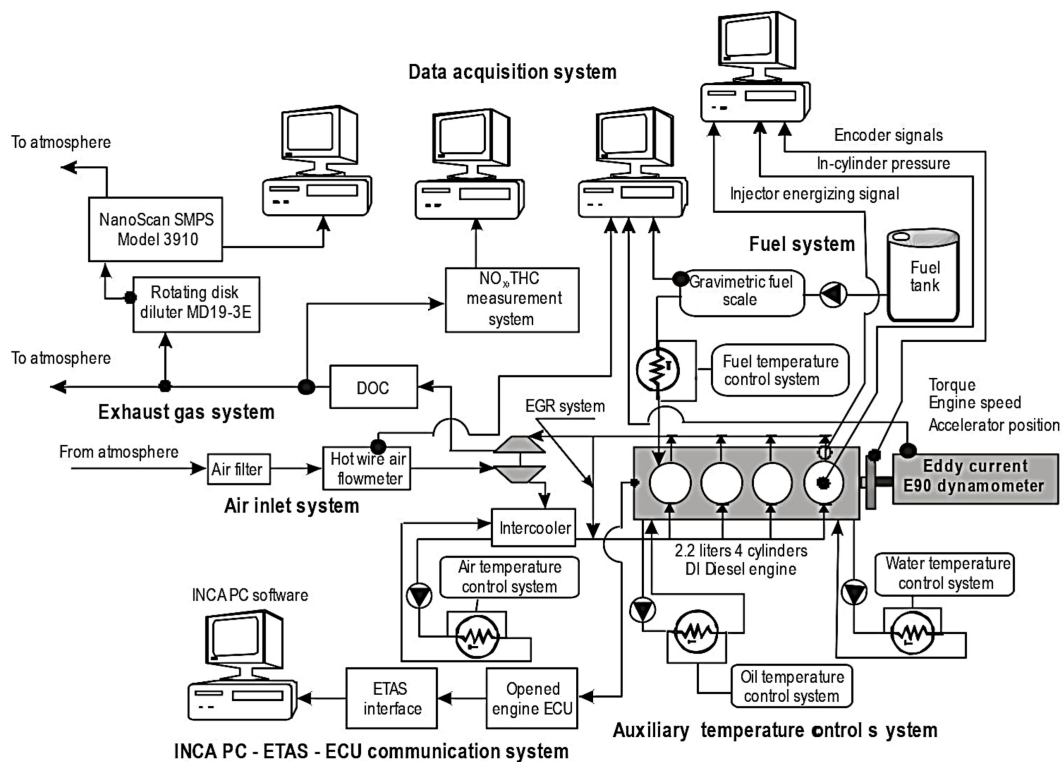 Data acquisition system
To atmosphere
NanoScan SMPS
Model 3910
Rotating disk
diluter MD19-3E
NOx, THC
measurement
system
Encoder signals
In-cylinder pressure
Injector energizing signal
Fuel system
Gravimetric fuel
scale
Fuel
tank
To atmosphere
DOC
Exhaust gas system
Fuel temperature
control system
EGR system
Torque
Engine speed
Accelerator position
From atmosphere
Air filter
Hot wire air
flowmeter
Air inlet system
Eddy current
E90 dynamometer
Intercooler
2.2 liters 4 cylinders
DI Diesel engine
Air temperature
control system
Water temperature
control system
INCA PC software
ETAS
interface
Opened
engine ECU
Oil temperature
control system
Auxiliary temperature control s ystem
INCA PC - ETAS - ECU communication system